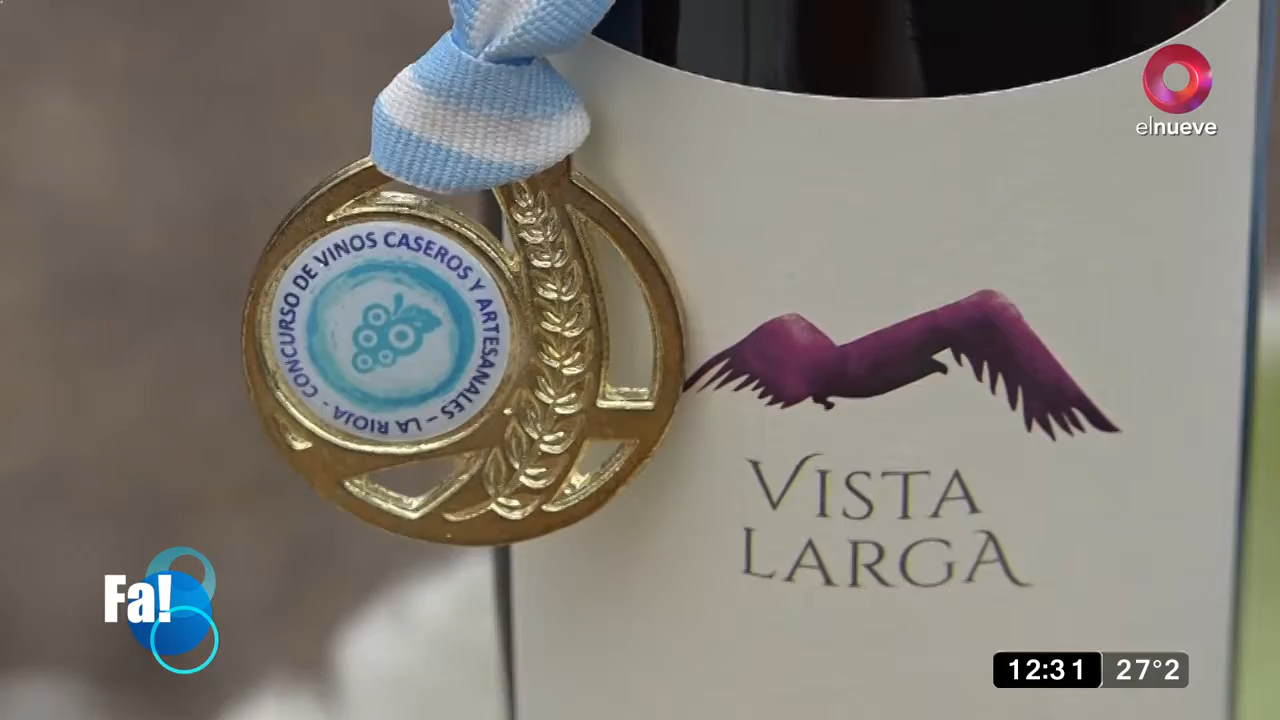 elnueve
CONCURSO DE VINOS CASEROS Y ARTESANALES - LA RIOJA -
VISTA
LARGA
Fa!
12:31 27°2